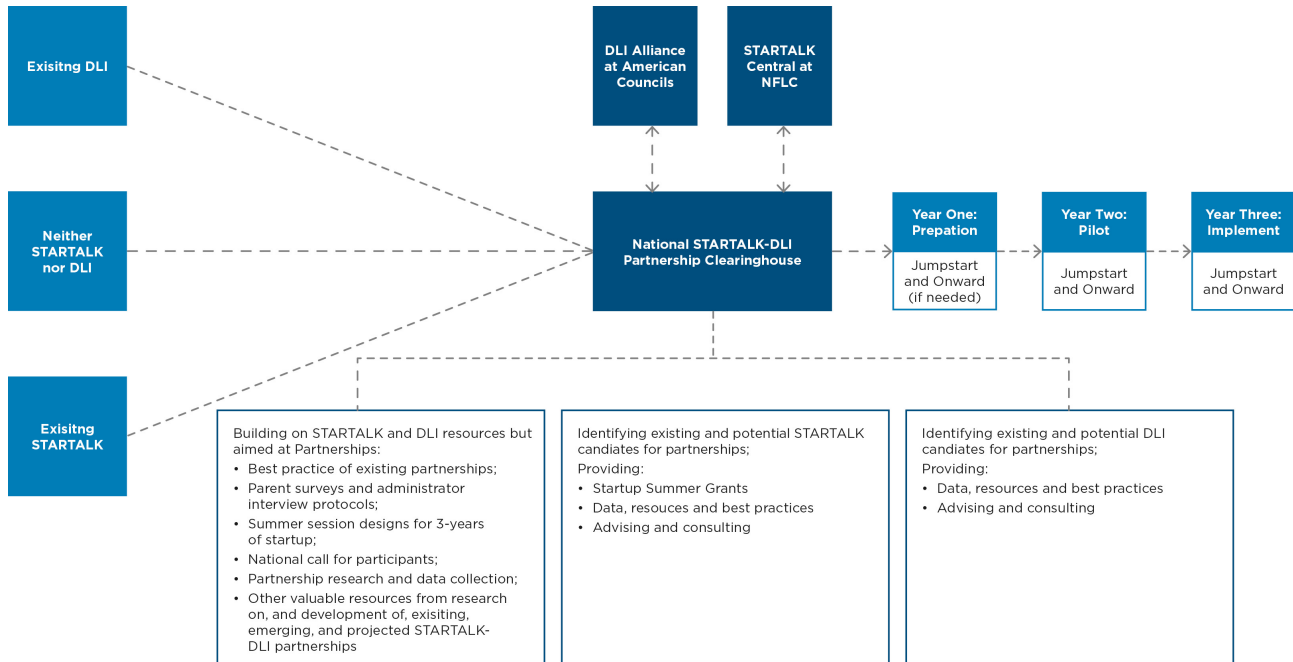 Exisitng DLI
DLI Alliance
at American
Councils
STARTALK
Central at
NFLC
Neither
STARTALK
nor DLI
National STARTALK-DLI
Partnership Clearinghouse
Year One:
Prepation
Jumpstart
and Onward
(if needed)
Year Two:
Pilot
Jumpstart
and Onward
Year Three:
Implement
Jumpstart
and Onward
Exisitng
STARTALK
Building on STARTALK and DLI resources but
aimed at Partnerships:
• Best practice of existing partnerships;
• Parent surveys and administrator
interview protocols;
• Summer session designs for 3-years
of startup;
• National call for participants;
• Partnership research and data collection;
• Other valuable resources from research
on, and development of, exisiting,
emerging, and projected STARTALK-
DLI partnerships
Identifying existing and potential STARTALK
candiates for partnerships;
Providing:
• Startup Summer Grants
• Data, resouces and best practices
• Advising and consulting
Identifying existing and potential DLI
candidates for partnerships;
Providing:
• Data, resources and best practices
• Advising and consulting